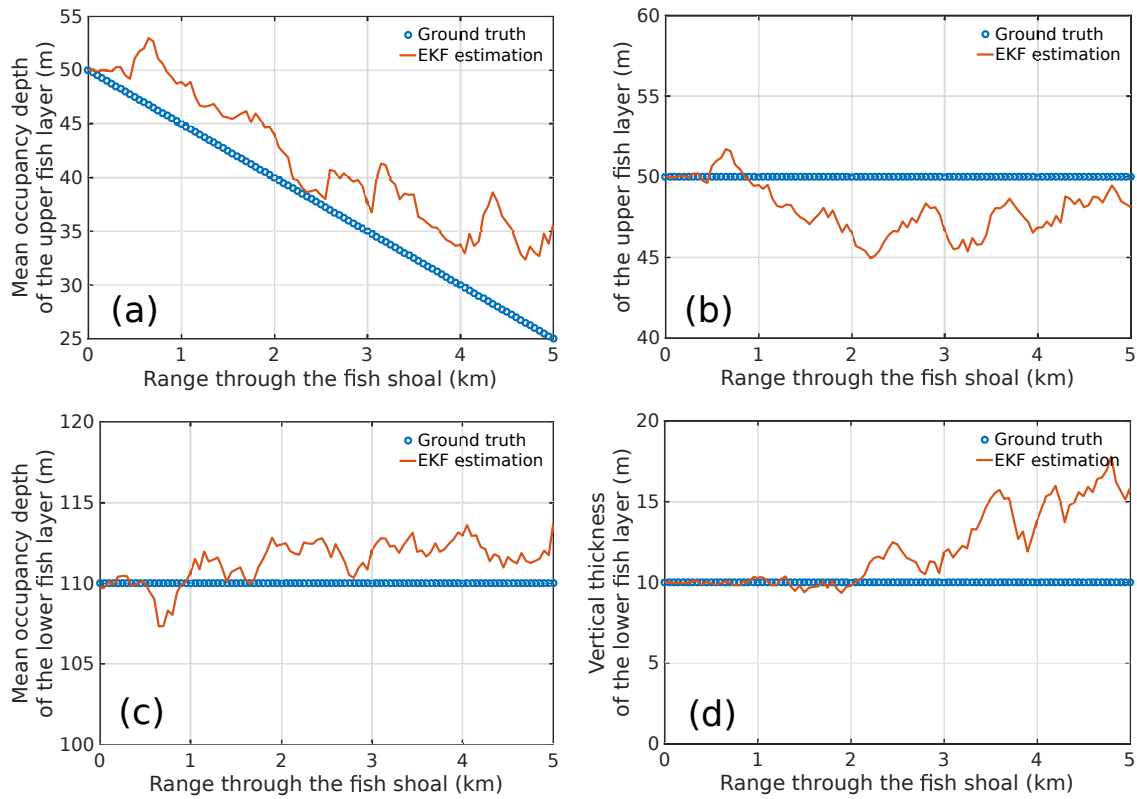 55
50
45
40
35
30
25
Mean occupancy depth
of the upper fish layer (m)
Ground truth
EKF estimation
(a)
0 1 2 3 4 5
Range through the fish shoal (km)
60
55
50
45
40
Mean occupancy depth
of the upper fish layer (m)
Ground truth
EKF estimation
(b)
0 1 2 3 4 5
Range through the fish shoal (km)
120
115
110
105
100
Mean occupancy depth
of the lower fish layer (m)
Ground truth
EKF estimation
(c)
0 1 2 3 4 5
Range through the fish shoal (km)
20
15
10
5
0
Vertical thickness
of the lower fish layer (m)
Ground truth
EKF estimation
(d)
0 1 2 3 4 5
Range through the fish shoal (km)